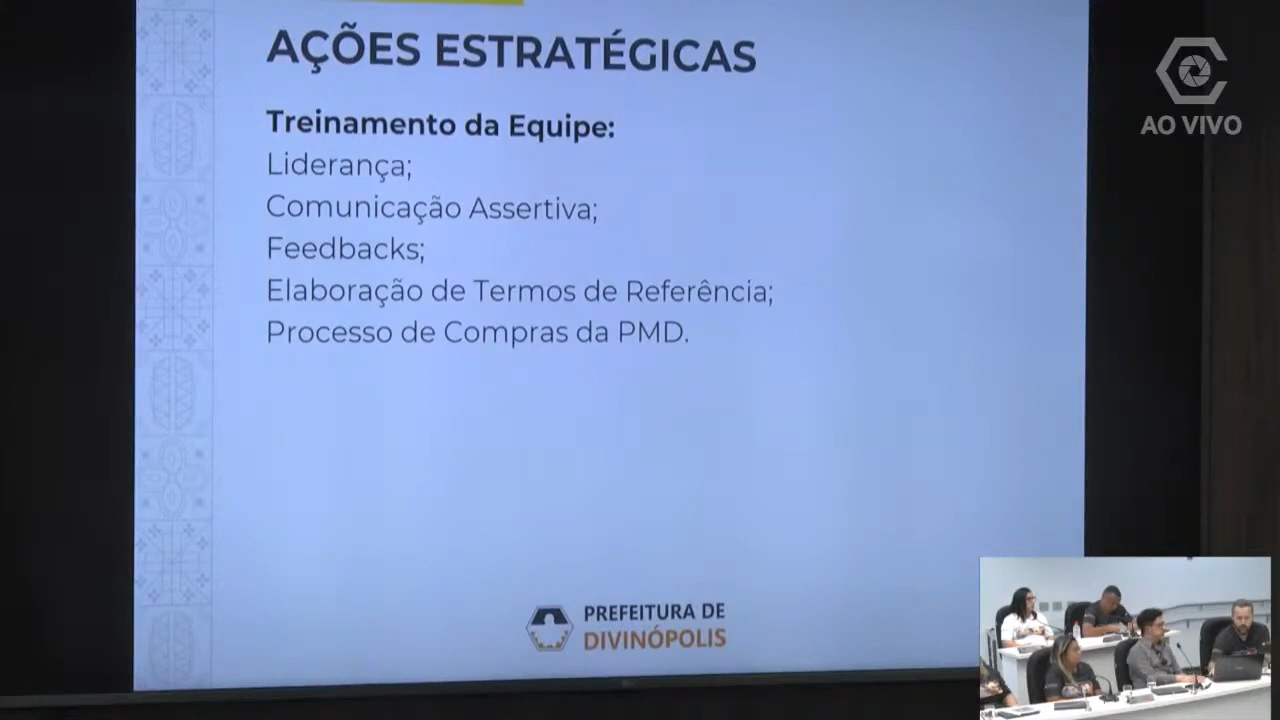 AÇÕES ESTRATÉGICAS
AO VIVO
Treinamento da Equipe:
Liderança;
Comunicação Assertiva;
Feedbacks;
Elaboração de Termos de Referência;
Processo de Compras da PMD.
PREFEITURA DE
DIVINÓPOLIS